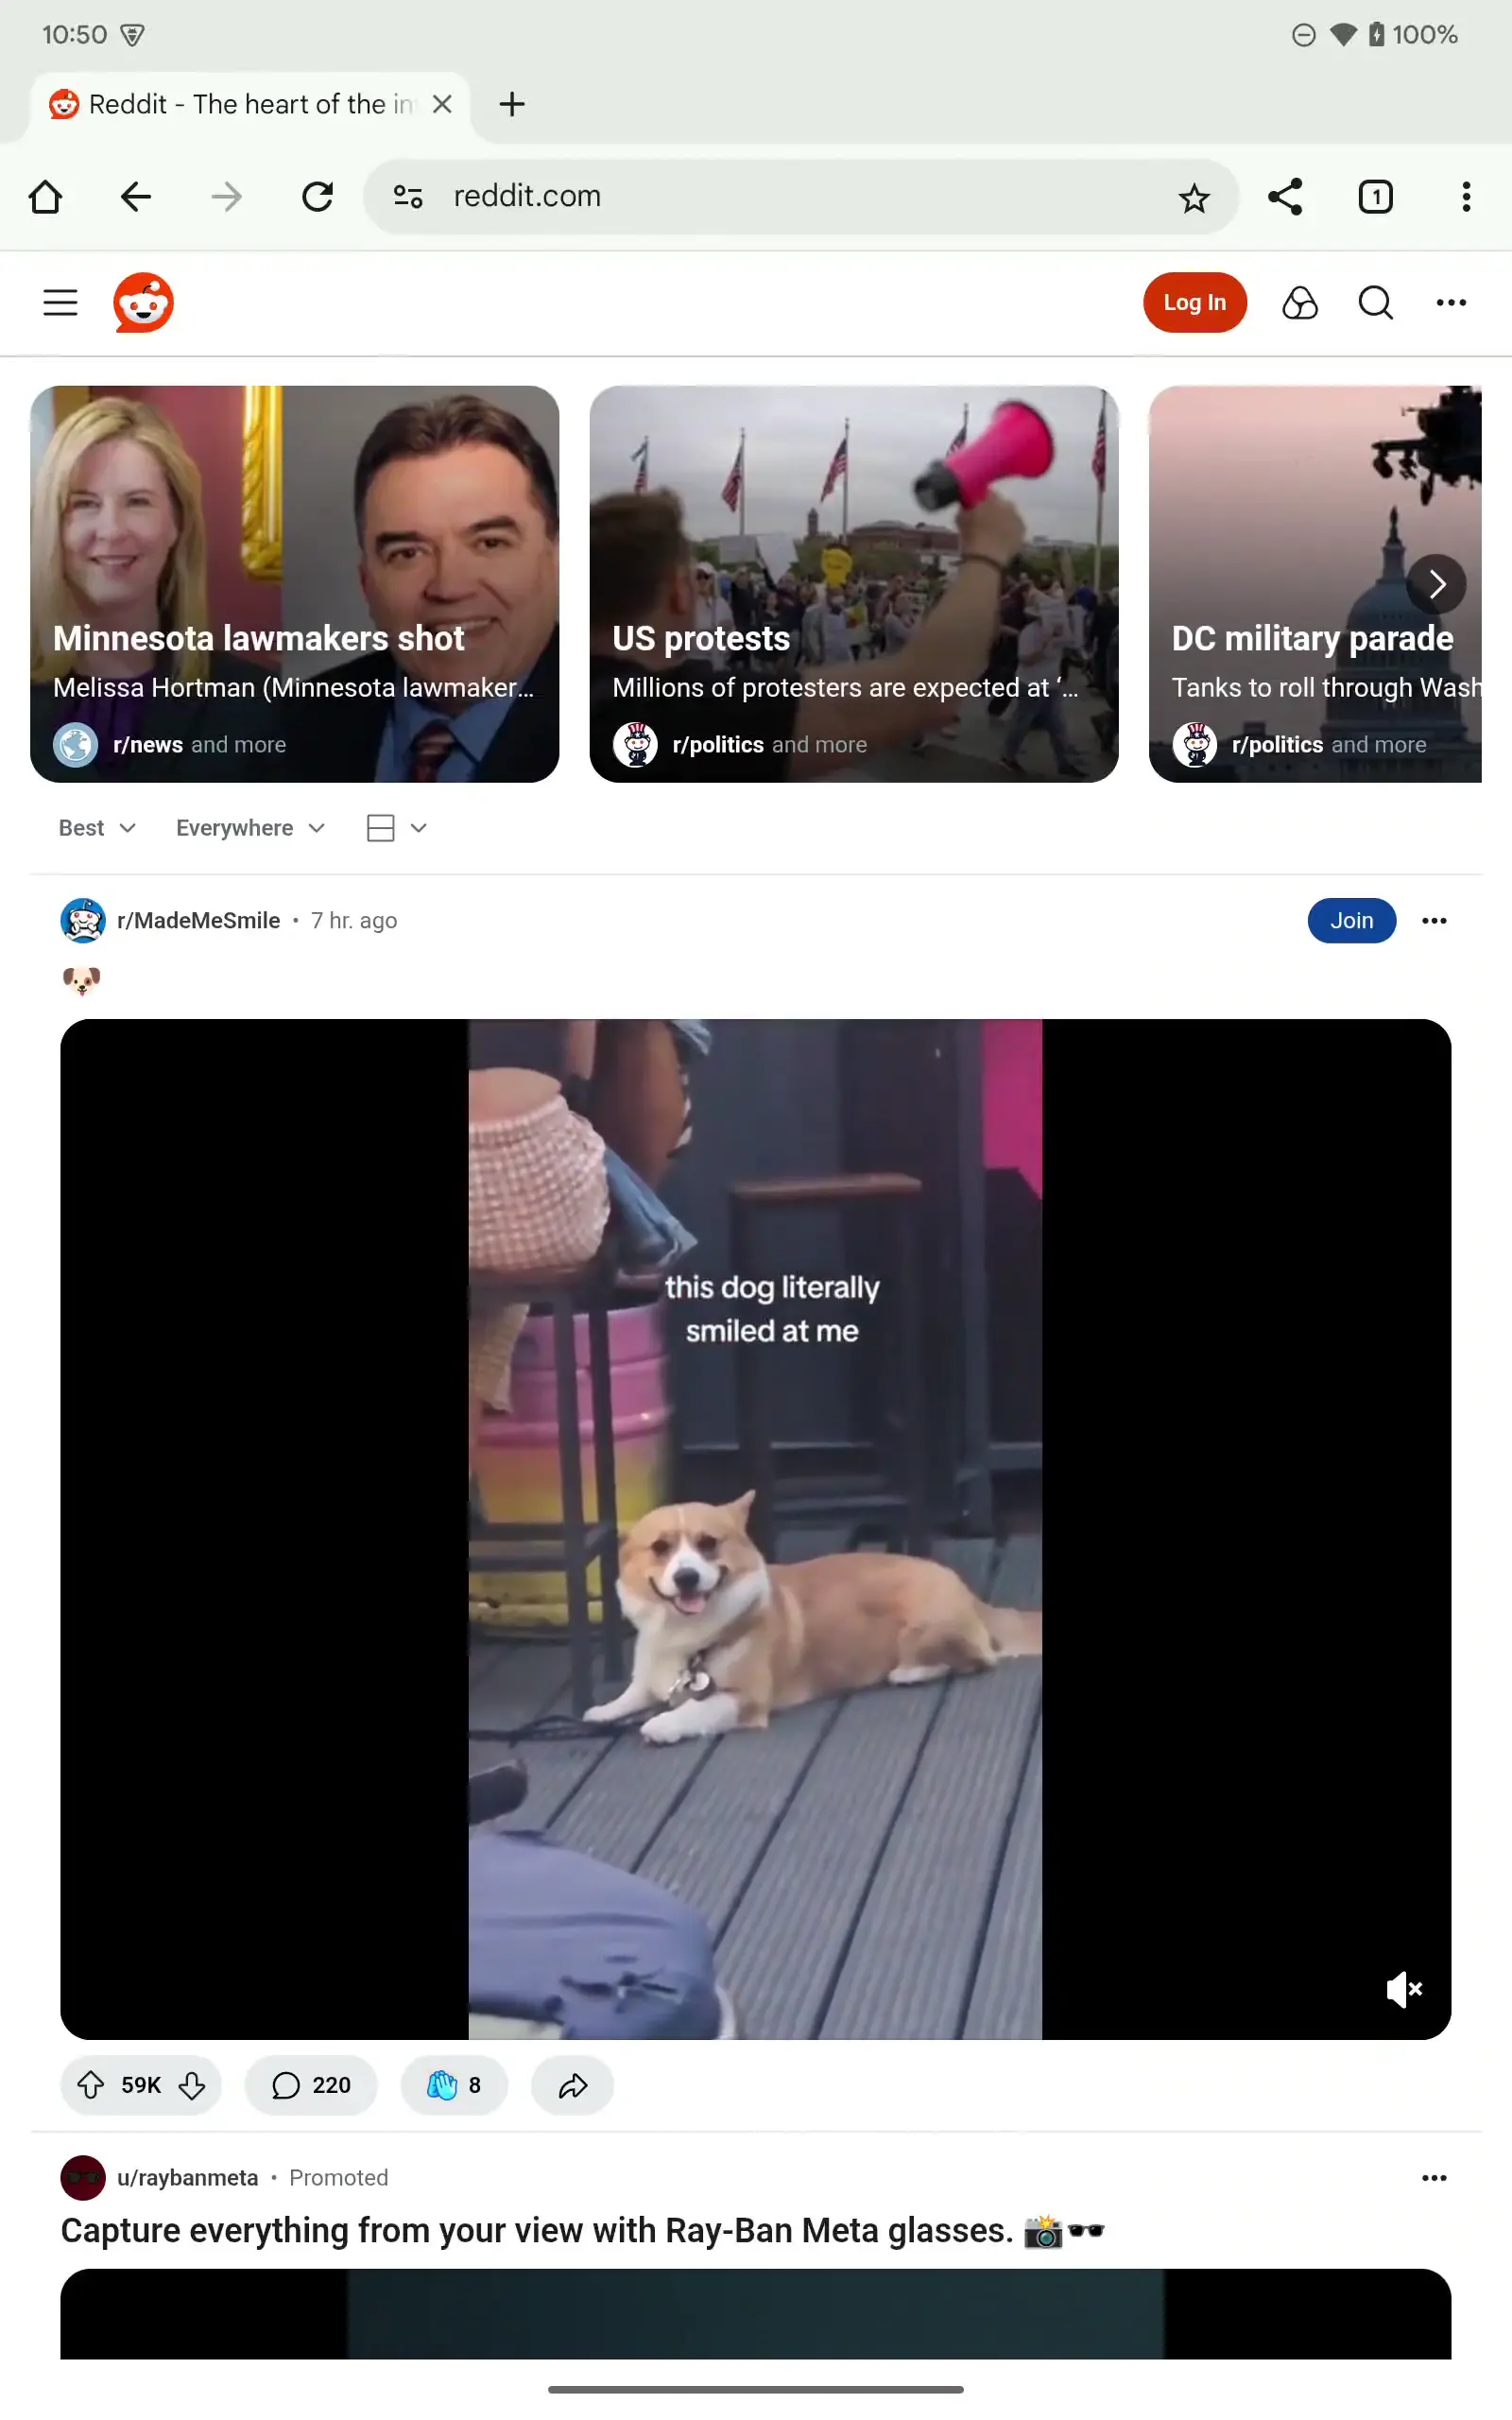 10:50
100%
Reddit - The heart of the in
reddit.com
1
Log In
Minnesota lawmakers shot
Melissa Hortman (Minnesota lawmaker...
r/news and more
US protests
Millions of protesters are expected at ‘...
r/politics and more
DC military parade
Tanks to roll through Wash
r/politics and more
Best
Everywhere
r/MadeMeSmile • 7 hr. ago
Join
🐶
this dog literally
smiled at me
59K
220
8
u/raybanmeta • Promoted
Capture everything from your view with Ray-Ban Meta glasses. 📸🕶️